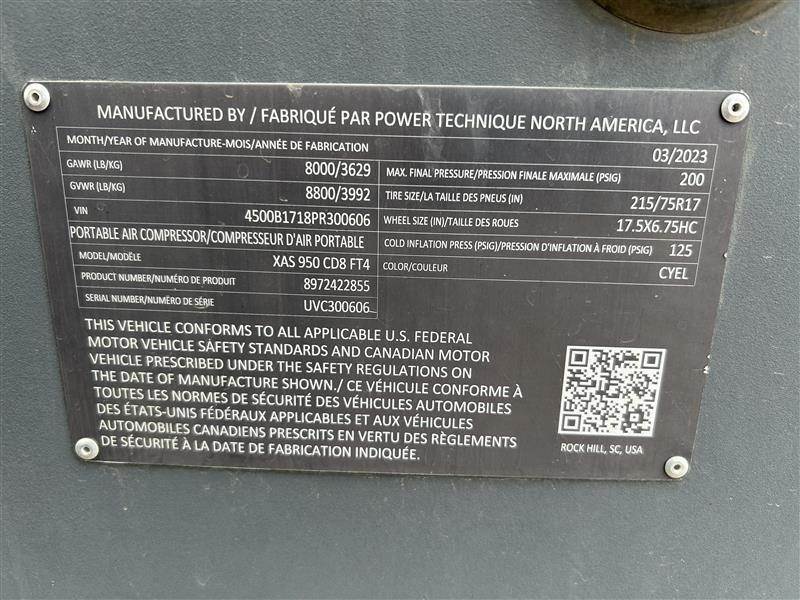 MANUFACTURED BY / FABRIQUÉ PAR POWER TECHNIQUE NORTH AMERICA, LLC
MONTH/YEAR OF MANUFACTURE-MOIS/ANNÉE DE FABRICATION 03/2023
GAWR (LB/KG) 8000/3629
GVWR (LB/KG) 8800/3992
VIN 4500B1718PR300606
PORTABLE AIR COMPRESSOR/COMPRESSEUR D'AIR PORTABLE
MODEL/MODÈLE XAS 950 CD8 FT4
PRODUCT NUMBER/NUMÉRO DE PRODUIT 8972422855
SERIAL NUMBER/NUMÉRO DE SÉRIE UVC300606
MAX. FINAL PRESSURE/PRESSION FINALE MAXIMALE (PSIG) 200
TIRE SIZE/LA TAILLE DES PNEUS (IN) 215/75R17
WHEEL SIZE (IN)/TAILLE DES ROUES 17.5X6.75HC
COLD INFLATION PRESS (PSIG)/PRESSION D'INFLATION À FROID (PSIG) 125
COLOR/COULEUR CYEL
THIS VEHICLE CONFORMS TO ALL APPLICABLE U.S. FEDERAL
MOTOR VEHICLE SAFETY STANDARDS AND CANADIAN MOTOR
VEHICLE PRESCRIBED UNDER THE SAFETY REGULATIONS ON
THE DATE OF MANUFACTURE SHOWN./ CE VÉHICULE CONFORME À
TOUTES LES NORMES DE SÉCURITÉ DES VÉHICULES AUTOMOBILES
DES ÉTATS-UNIS FÉDÉRAUX APPLICABLES ET AUX VÉHICULES
AUTOMOBILES CANADIENS PRESCRITS EN VERTU DES RÈGLEMENTS
DE SÉCURITÉ À LA DATE DE FABRICATION INDIQUÉE.
ROCK HILL, SC, USA